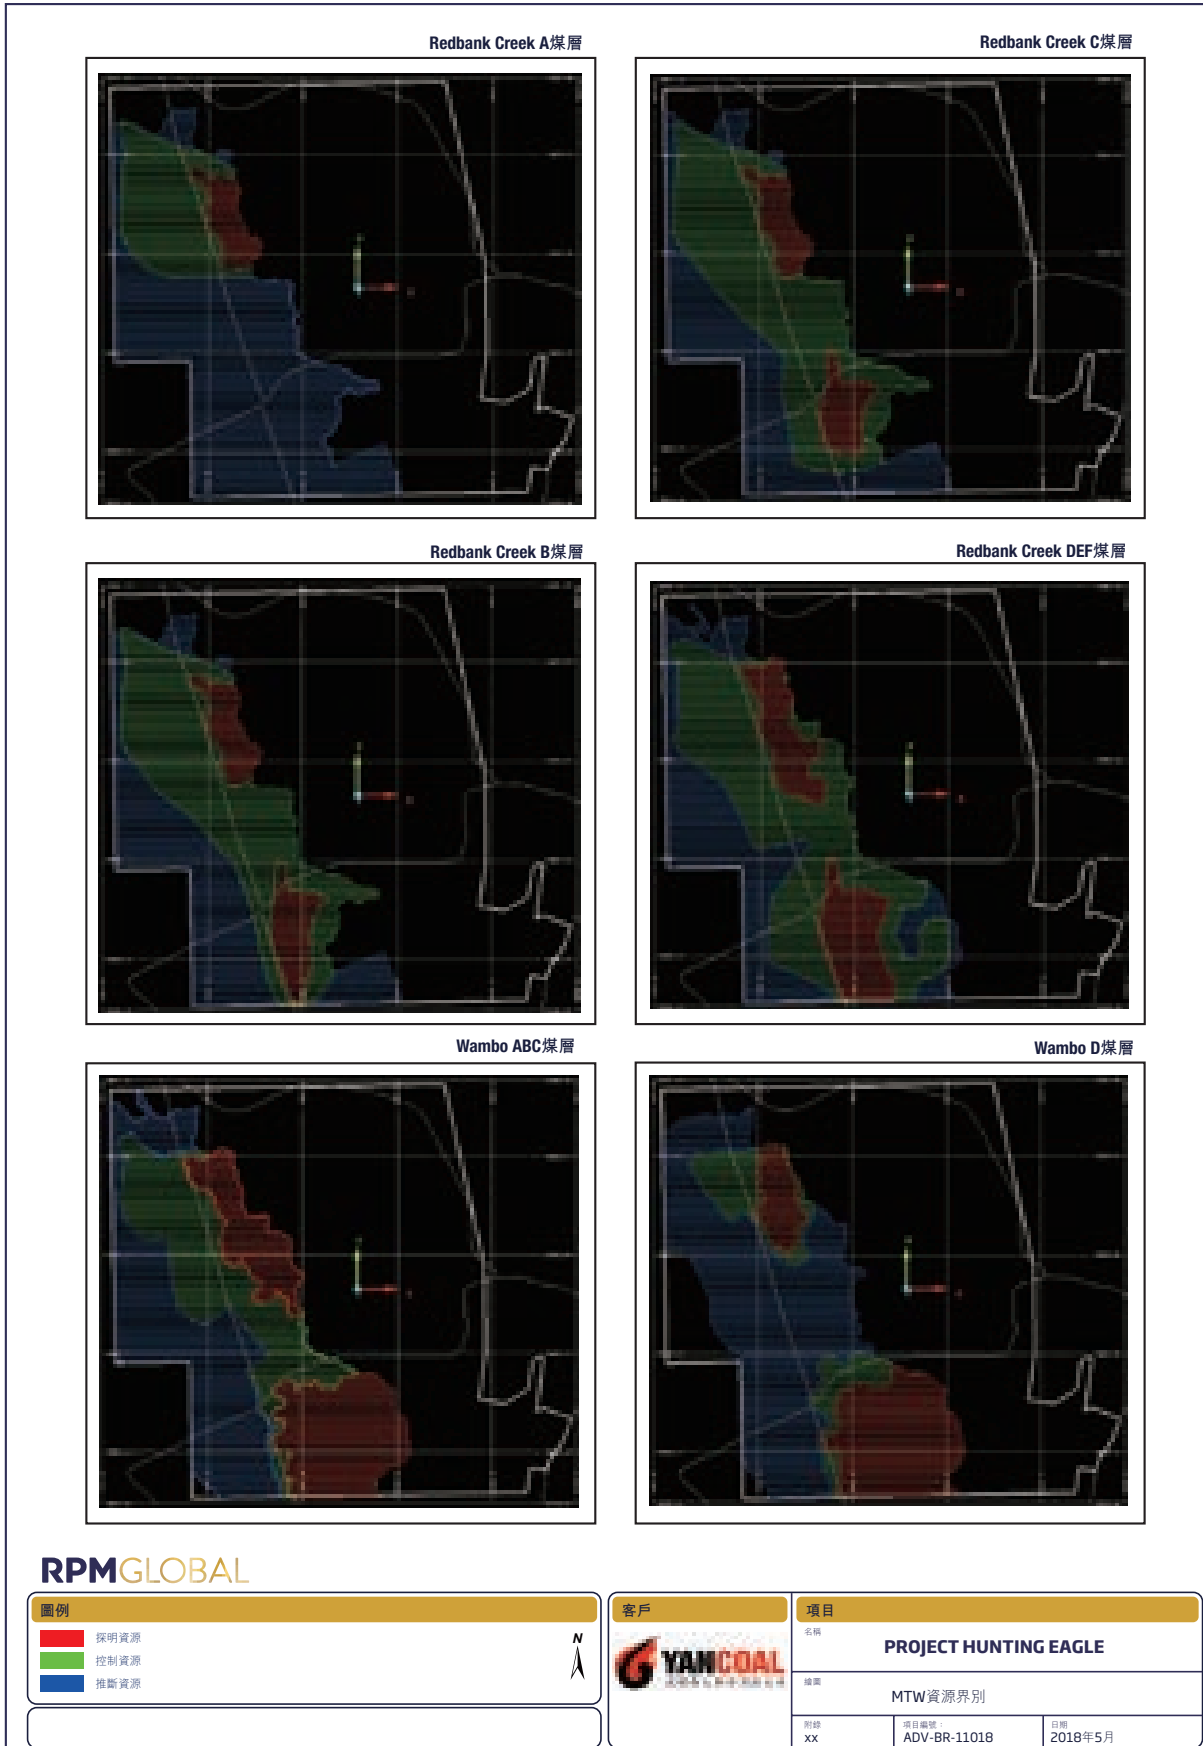 Redbank Creek A煤層
Redbank Creek C煤層
Redbank Creek B煤層
Redbank Creek DEF煤層
Wambo ABC煤層
Wambo D煤層
RPMGLOBAL
圖例
探明資源
控制資源
推斷資源
N
客戶
YANCOAL
項目
名稱
PROJECT HUNTING EAGLE
繪圖
MTW資源界別
附錄
xx
項目編號：
ADV-BR-11018
日期
2018年5月